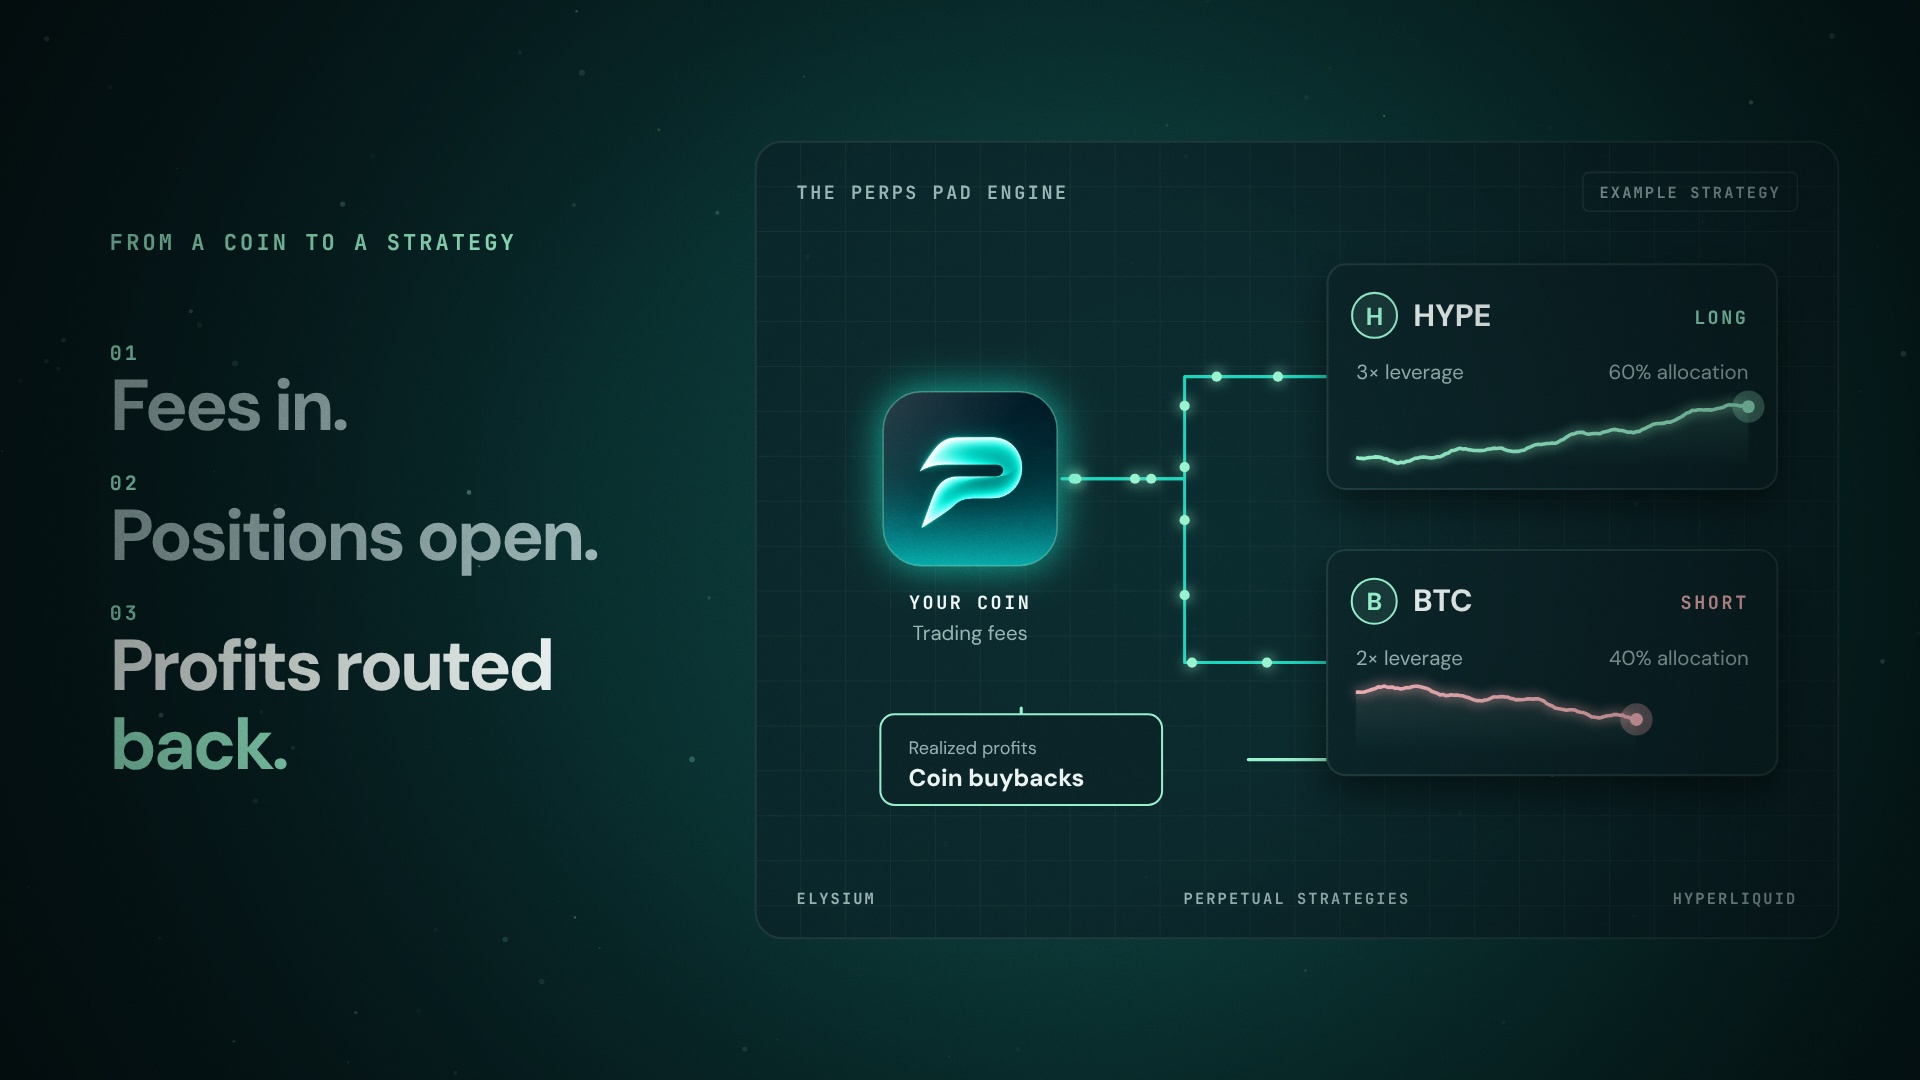 FROM A COIN TO A STRATEGY
01
Fees in.
02
Positions open.
03
Profits routed
back.
THE PERPS PAD ENGINE
EXAMPLE STRATEGY
H HYPE LONG
3× leverage 60% allocation
YOUR COIN
Trading fees
B BTC SHORT
2× leverage 40% allocation
Realized profits
Coin buybacks
ELYSIUM PERPETUAL STRATEGIES HYPERLIQUID